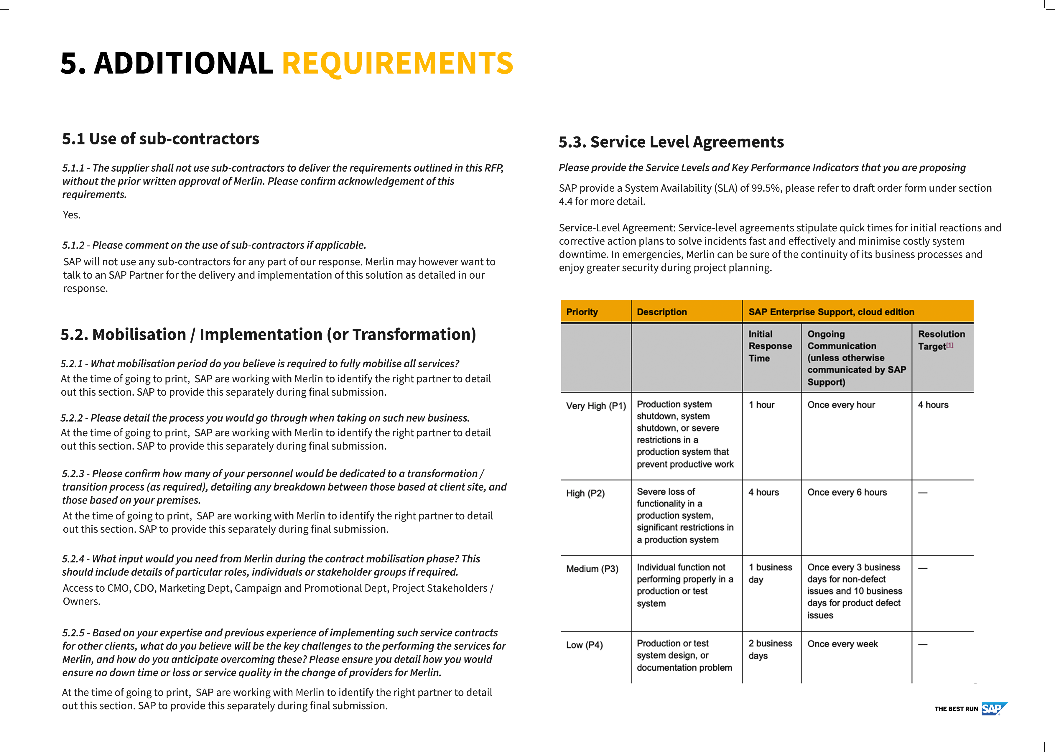 5. ADDITIONAL REQUIREMENTS
5.1 Use of sub-contractors
5.1.1 - The supplier shall not use sub-contractors to deliver the requirements outlined in this RFP,
without the prior written approval of Merlin. Please confirm acknowledgement of this
requirements.
Yes.
5.1.2 - Please comment on the use of sub-contractors if applicable.
SAP will not use any sub-contractors for any part of our response. Merlin may however want to
talk to an SAP Partner for the delivery and implementation of this solution as detailed in our
response.
5.2. Mobilisation / Implementation (or Transformation)
5.2.1 - What mobilisation period do you believe is required to fully mobilise all services?
At the time of going to print, SAP are working with Merlin to identify the right partner to detail
out this section. SAP to provide this separately during final submission.
5.2.2 - Please detail the process you would go through when taking on such new business.
At the time of going to print, SAP are working with Merlin to identify the right partner to detail
out this section. SAP to provide this separately during final submission.
5.2.3 - Please confirm how many of your personnel would be dedicated to a transformation /
transition process (as required), detailing any breakdown between those based at client site, and
those based on your premises.
At the time of going to print, SAP are working with Merlin to identify the right partner to detail
out this section. SAP to provide this separately during final submission.
5.2.4 - What input would you need from Merlin during the contract mobilisation phase? This
should include details of particular roles, individuals or stakeholder groups if required.
Access to CMO, CDO, Marketing Dept, Campaign and Promotional Dept, Project Stakeholders /
Owners.
5.2.5 - Based on your expertise and previous experience of implementing such service contracts
for other clients, what do you believe will be the key challenges to the performing the services for
Merlin, and how do you anticipate overcoming these? Please ensure you detail how you would
ensure no down time or loss or service quality in the change of providers for Merlin.
At the time of going to print, SAP are working with Merlin to identify the right partner to detail
out this section. SAP to provide this separately during final submission.
5.3. Service Level Agreements
Please provide the Service Levels and Key Performance Indicators that you are proposing
SAP provide a System Availability (SLA) of 99.5%, please refer to draft order form under section
4.4 for more detail.
Service-Level Agreement: Service-level agreements stipulate quick times for initial reactions and
corrective action plans to solve incidents fast and effectively and minimise costly system
downtime. In emergencies, Merlin can be sure of the continuity of its business processes and
enjoy greater security during project planning.
Priority Description SAP Enterprise Support, cloud edition
Initial
Response
Time
Ongoing
Communication
(unless otherwise
communicated by SAP
Support)
Resolution
Target[1]
Very High (P1)
Production system
shutdown, system
shutdown, or severe
restrictions in a
production system that
prevent productive work
1 hour
Once every hour
4 hours
High (P2)
Severe loss of
functionality in a
production system,
significant restrictions in
a production system
4 hours
Once every 6 hours
—
Medium (P3)
Individual function not
performing properly in a
production or test
system
1 business
day
Once every 3 business
days for non-defect
issues and 10 business
days for product defect
issues
—
Low (P4)
Production or test
system design, or
documentation problem
2 business
days
Once every week
—
THE BEST RUN SAP